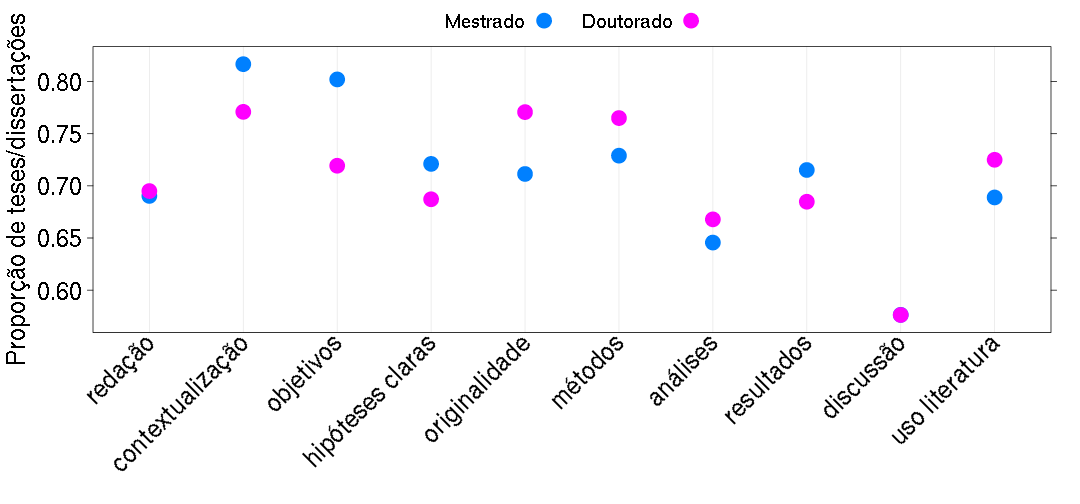 Mestrado Doutorado
Proporção de teses/dissertações
0.80
0.75
0.70
0.65
0.60
redação
contextualização
objetivos
hipóteses claras
originalidade
métodos
análises
resultados
discussão
uso literatura